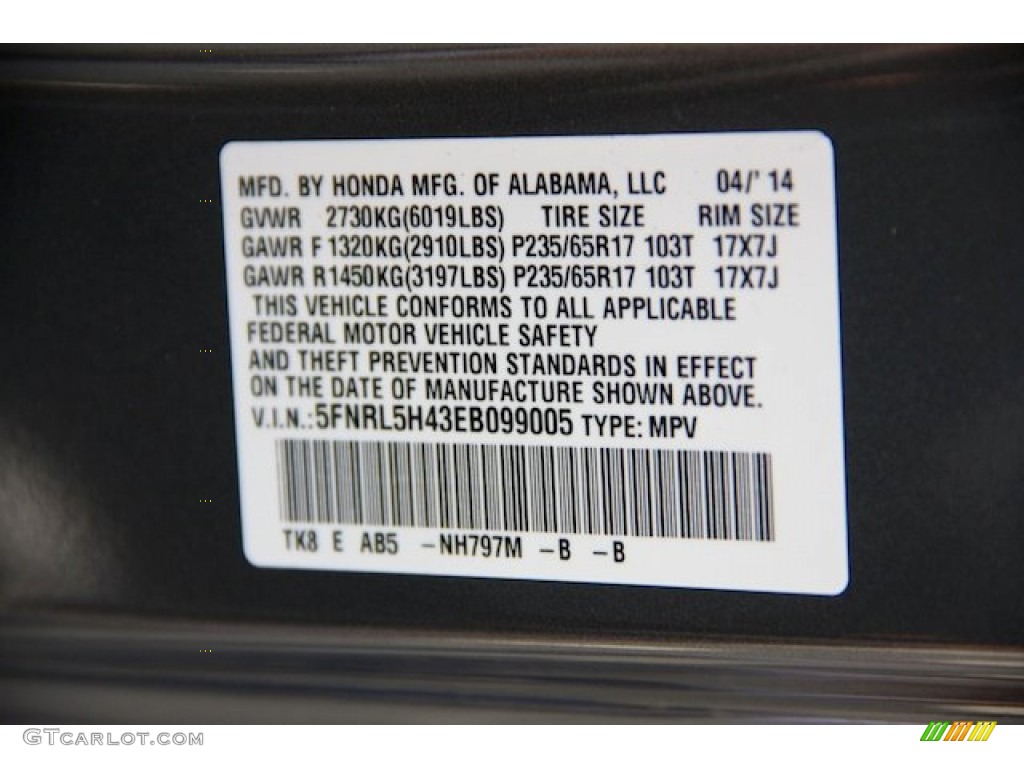 MFD. BY HONDA MFG. OF ALABAMA, LLC 04/' 14
GVWR 2730KG(6019LBS) TIRE SIZE RIM SIZE
GAWR F 1320KG(2910LBS) P235/65R17 103T 17X7J
GAWR R1450KG(3197LBS) P235/65R17 103T 17X7J
THIS VEHICLE CONFORMS TO ALL APPLICABLE
FEDERAL MOTOR VEHICLE SAFETY
AND THEFT PREVENTION STANDARDS IN EFFECT
ON THE DATE OF MANUFACTURE SHOWN ABOVE.
V.I.N.: 5FNRL5H43EB099005 TYPE: MPV
TK8 E AB5 -NH797M -B -B
GTCarlot.com